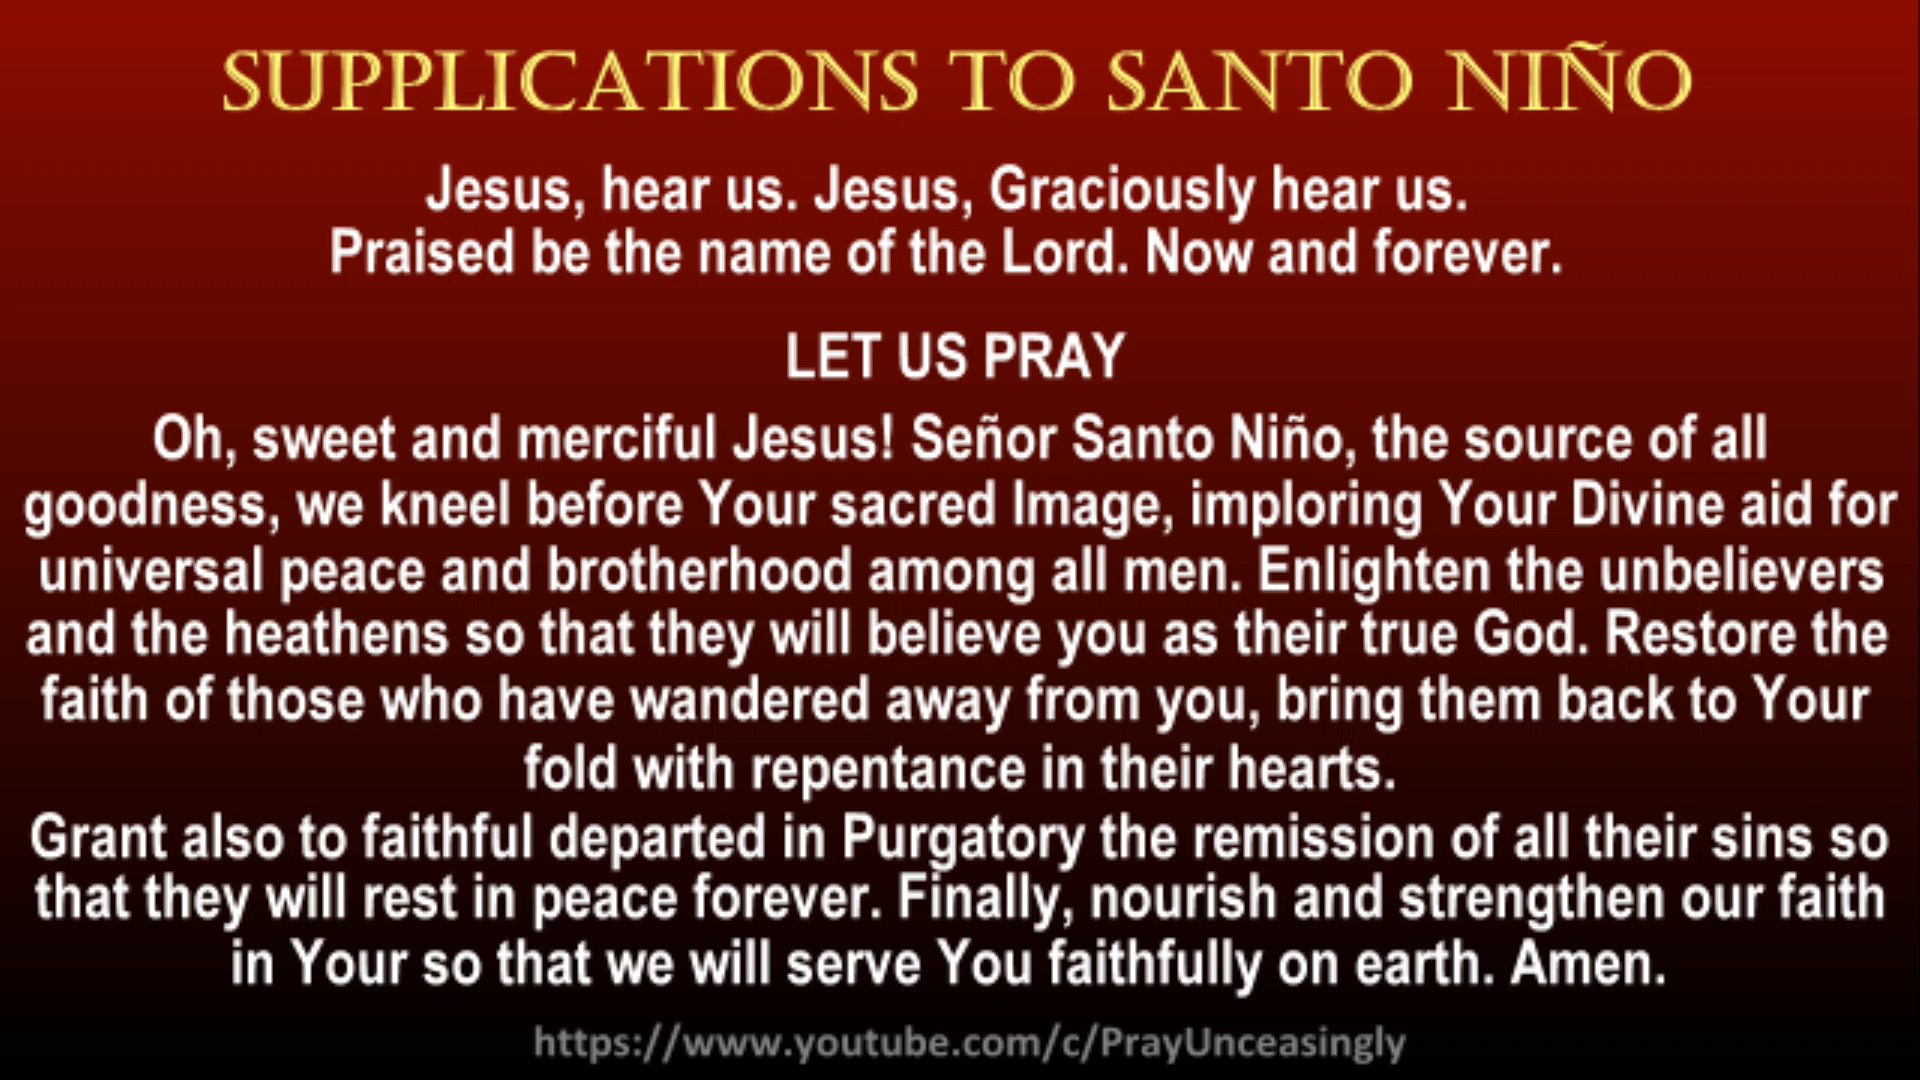 SUPPLICATIONS TO SANTO NIÑO
Jesus, hear us. Jesus, Graciously hear us.
Praised be the name of the Lord. Now and forever.
LET US PRAY
Oh, sweet and merciful Jesus! Señor Santo Niño, the source of all
goodness, we kneel before Your sacred Image, imploring Your Divine aid for
universal peace and brotherhood among all men. Enlighten the unbelievers
and the heathens so that they will believe you as their true God. Restore the
faith of those who have wandered away from you, bring them back to Your
fold with repentance in their hearts.
Grant also to faithful departed in Purgatory the remission of all their sins so
that they will rest in peace forever. Finally, nourish and strengthen our faith
in Your so that we will serve You faithfully on earth. Amen.
https://www.youtube.com/c/PrayUnceasingly